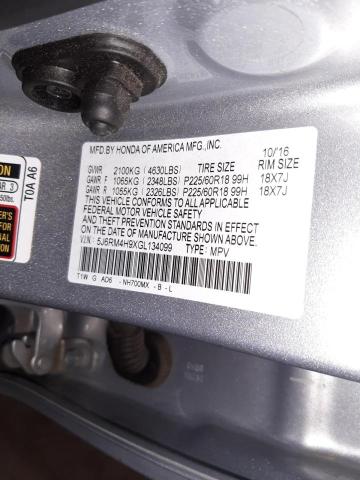 MFD. BY HONDA OF AMERICA MFG., INC. 10/16
GVWR 2100KG (4630LBS) TIRE SIZE RIM SIZE
GAWR F 1065KG (2348LBS) P225/60R18 99H 18X7J
GAWR R 1055KG (2326LBS) P225/60R18 99H 18X7J
THIS VEHICLE CONFORMS TO ALL APPLICABLE
FEDERAL MOTOR VEHICLE SAFETY AND
THEFT PREVENTION STANDARDS IN EFFECT
ON THE DATE OF MANUFACTURE SHOWN ABOVE.
V.I.N: 5J6RM4H9XGL134099 TYPE: MPV
T1W G AD6 - NH700MX - B - L
T0A A6
ION